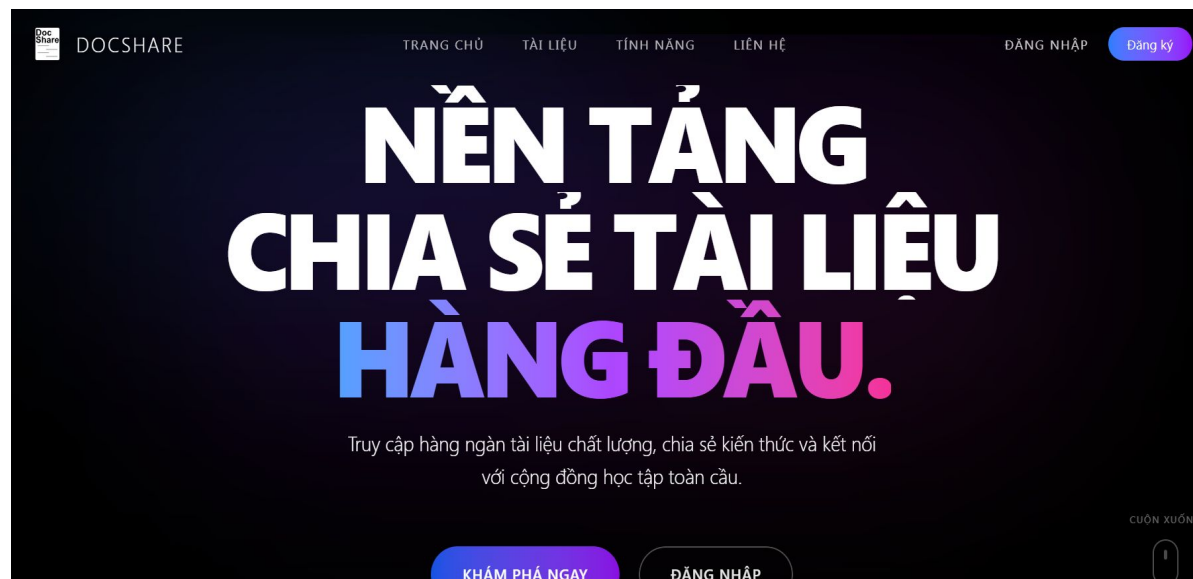 Doc
Share
DOCSHARE
TRANG CHỦ
TÀI LIỆU
TÍNH NĂNG
LIÊN HỆ
ĐĂNG NHẬP
Đăng ký
NỀN TẢNG
CHIA SẺ TÀI LIỆU
HÀNG ĐẦU.
Truy cập hàng ngàn tài liệu chất lượng, chia sẻ kiến thức và kết nối
với cộng đồng học tập toàn cầu.
CUỘN XUỐN
KHÁM PHÁ NGAY
ĐĂNG NHẬP